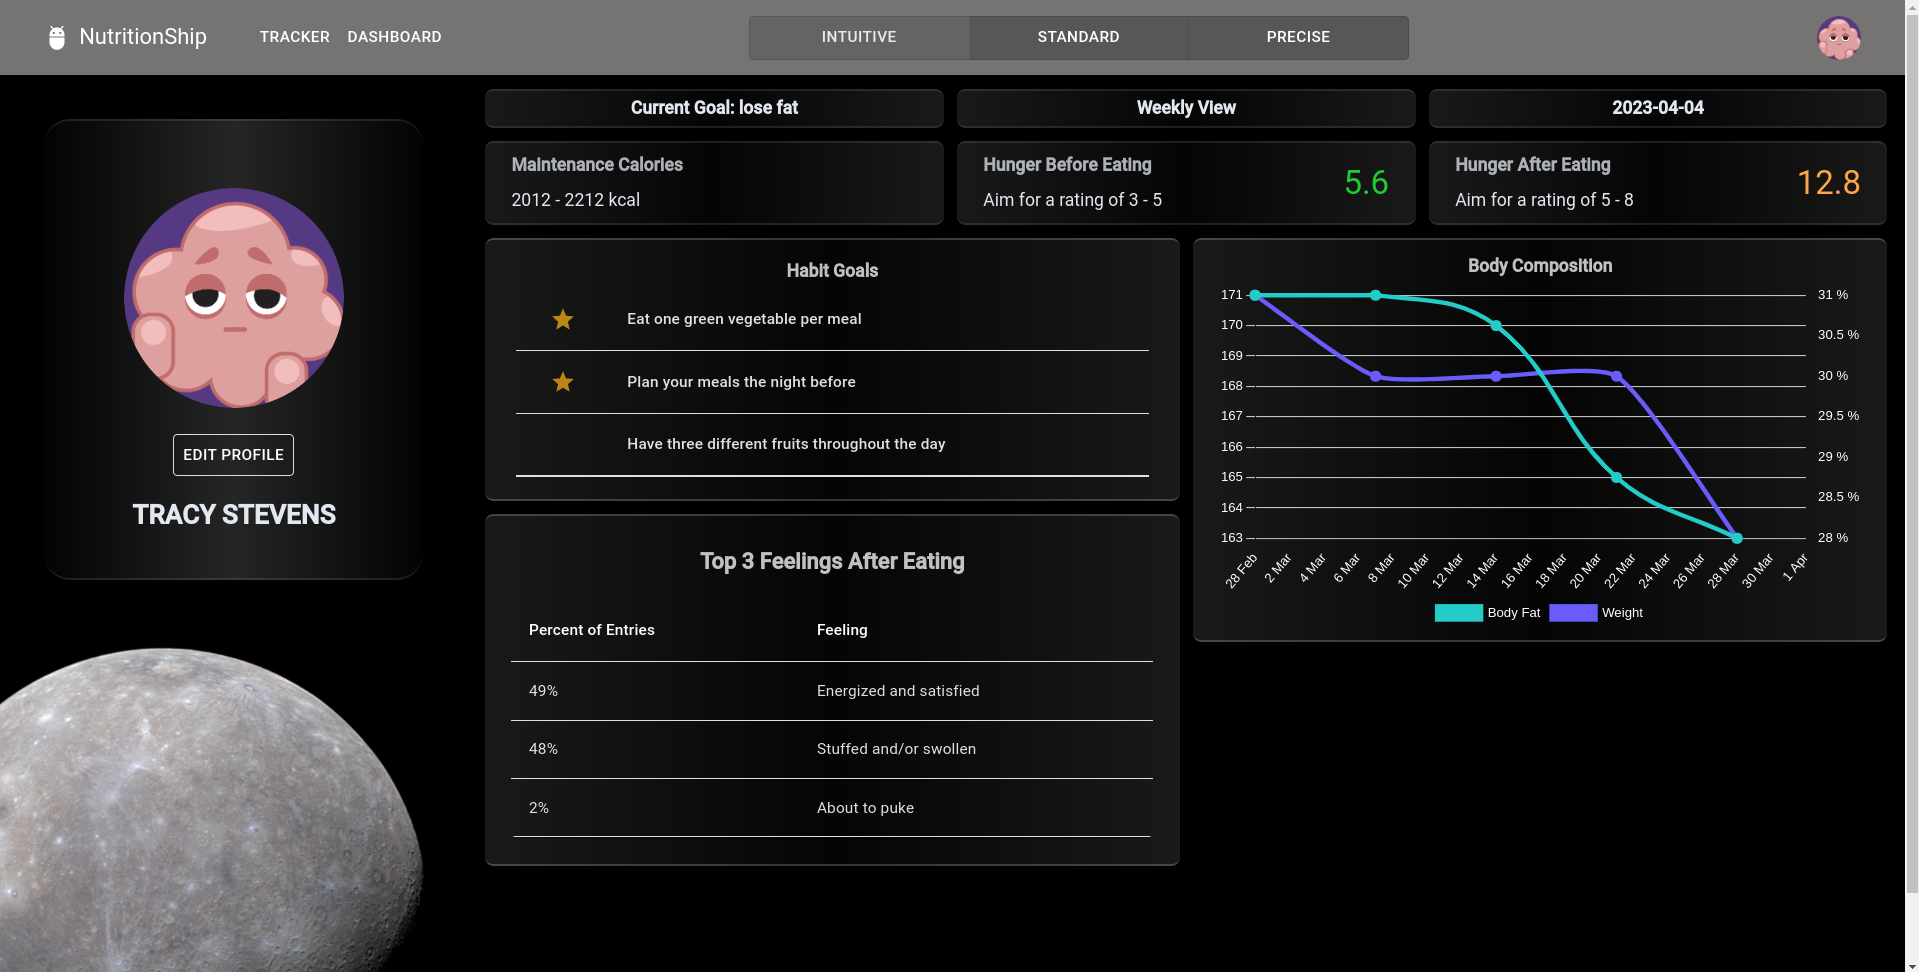 NutritionShip
TRACKER
DASHBOARD
INTUITIVE
STANDARD
PRECISE
EDIT PROFILE
TRACY STEVENS
Current Goal: lose fat
Weekly View
2023-04-04
Maintenance Calories
2012 - 2212 kcal
Hunger Before Eating
Aim for a rating of 3 - 5
5.6
Hunger After Eating
Aim for a rating of 5 - 8
12.8
Habit Goals
Eat one green vegetable per meal
Plan your meals the night before
Have three different fruits throughout the day
Top 3 Feelings After Eating
Percent of Entries Feeling
49% Energized and satisfied
48% Stuffed and/or swollen
2% About to puke
Body Composition
171
170
169
168
167
166
165
164
163
31 %
30.5 %
30 %
29.5 %
29 %
28.5 %
28 %
28 Feb
2 Mar
4 Mar
6 Mar
8 Mar
10 Mar
12 Mar
14 Mar
16 Mar
18 Mar
20 Mar
22 Mar
24 Mar
26 Mar
28 Mar
30 Mar
1 Apr
Body Fat
Weight